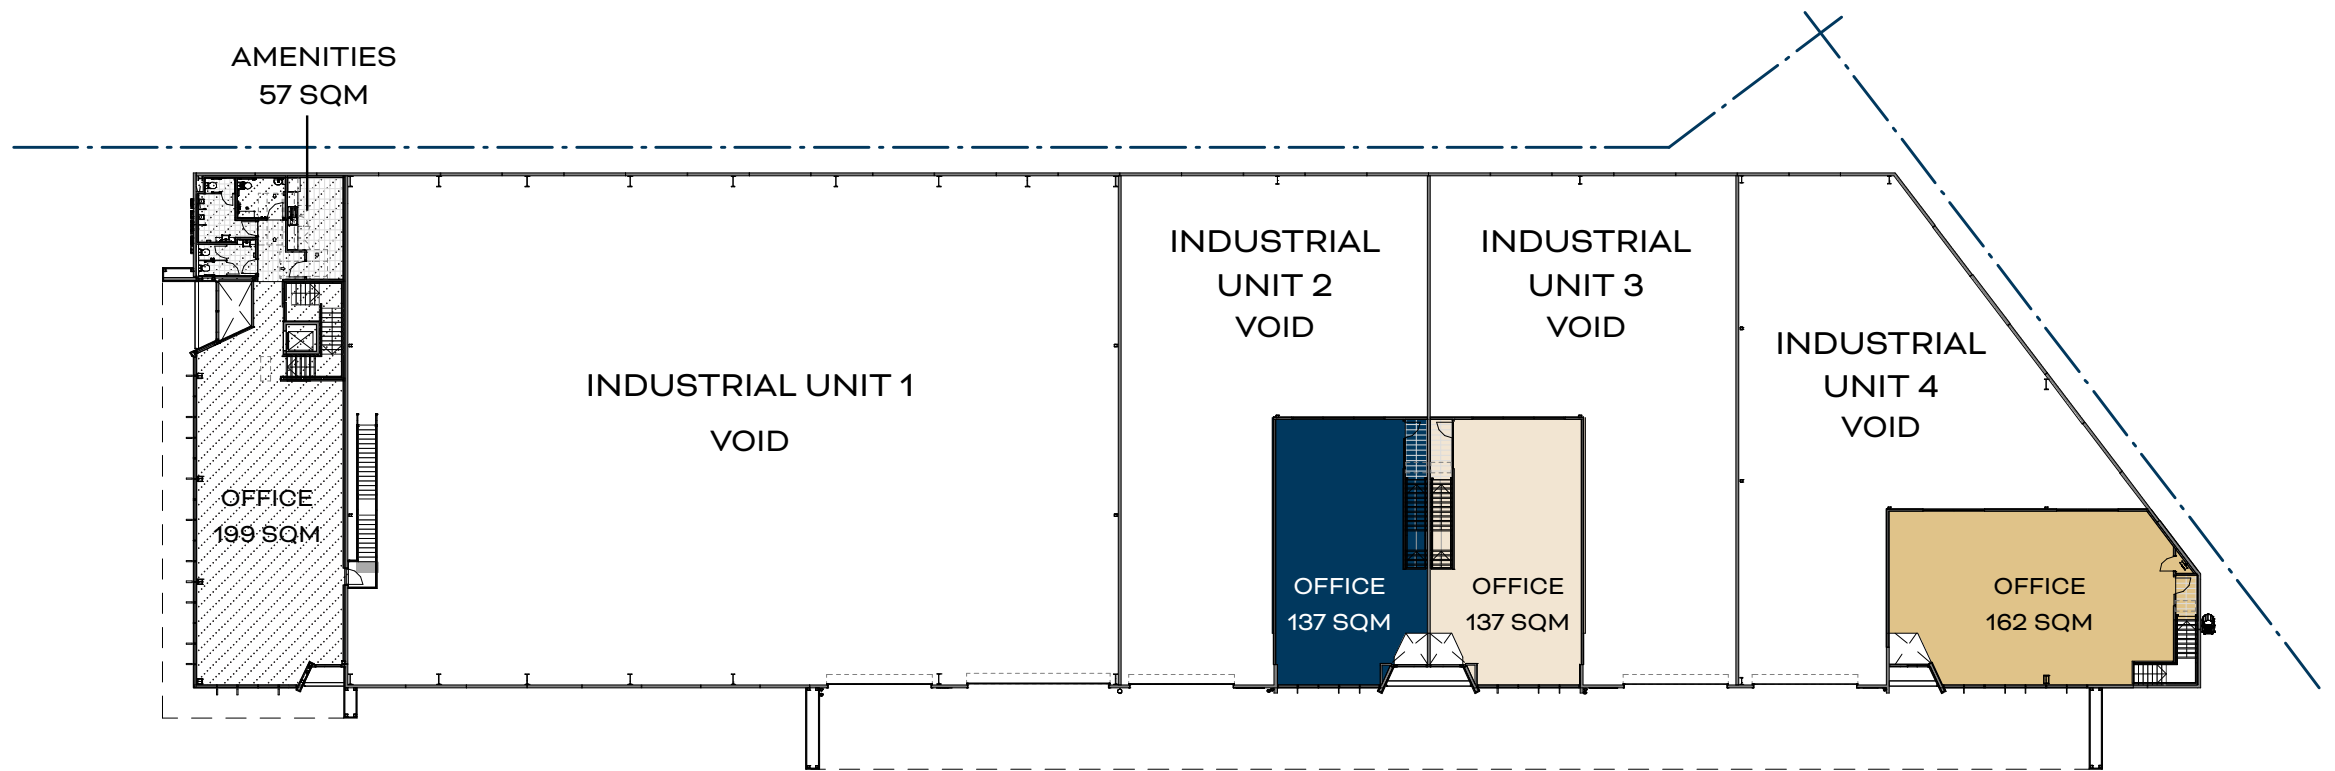 AMENITIES
57 SQM
INDUSTRIAL
UNIT 2
VOID
INDUSTRIAL
UNIT 3
VOID
INDUSTRIAL
UNIT 4
VOID
INDUSTRIAL UNIT 1
VOID
OFFICE
199 SQM
OFFICE
137 SQM
OFFICE
137 SQM
OFFICE
162 SQM